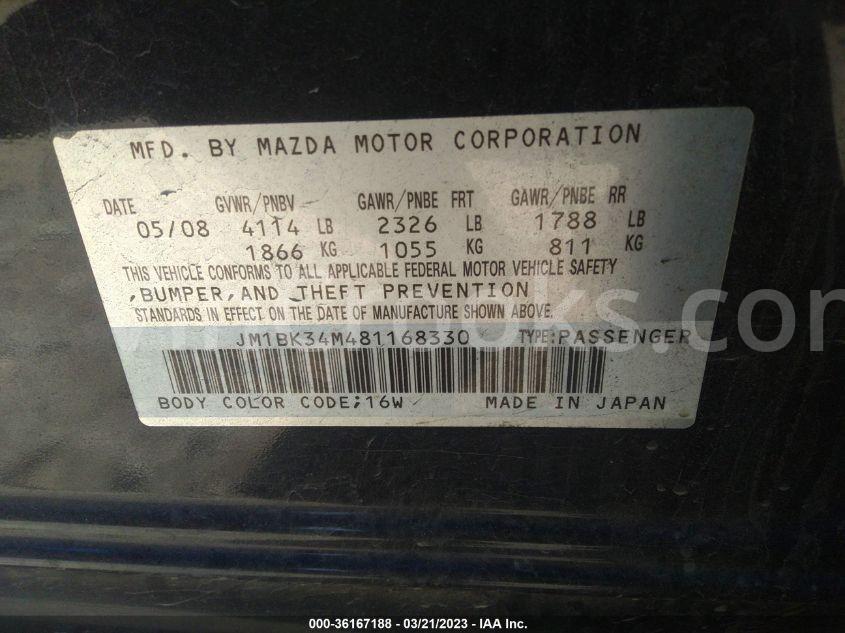 MFD. BY MAZDA MOTOR CORPORATION
DATE GVWR/PNBV GAWR/PNBE FRT GAWR/PNBE RR
05/08 4114 LB 2326 LB 1788 LB
1866 KG 1055 KG 811 KG
THIS VEHICLE CONFORMS TO ALL APPLICABLE FEDERAL MOTOR VEHICLE SAFETY
,BUMPER,AND THEFT PREVENTION
STANDARDS IN EFFECT ON THE DATE OF MANUFACTURE SHOWN ABOVE.
JM1BK34M481168330 TYPE:PASSENGER
BODY COLOR CODE;16W MADE IN JAPAN
000-36167188 - 03/21/2023 - © IAA Inc.